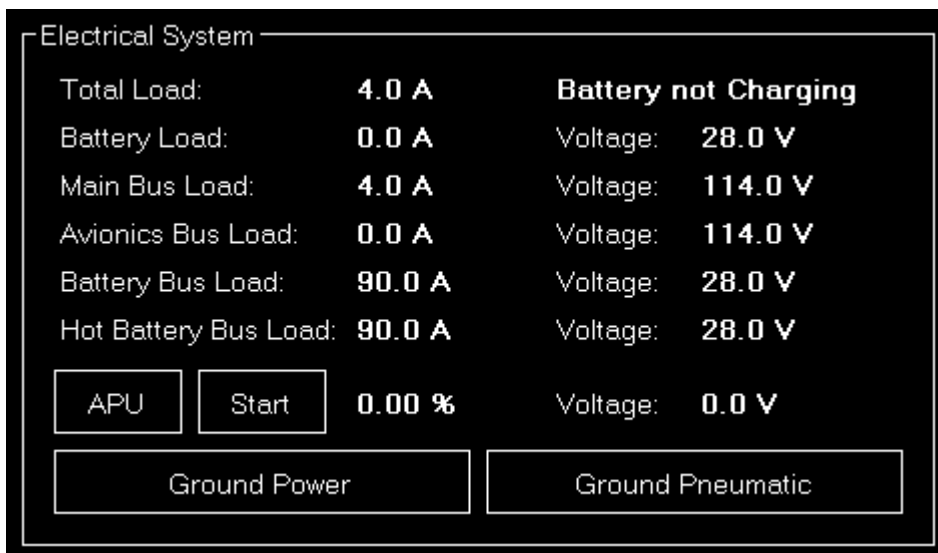 Electrical System
Total Load: 4.0 A Battery not Charging
Battery Load: 0.0 A Voltage: 28.0 V
Main Bus Load: 4.0 A Voltage: 114.0 V
Avionics Bus Load: 0.0 A Voltage: 114.0 V
Battery Bus Load: 90.0 A Voltage: 28.0 V
Hot Battery Bus Load: 90.0 A Voltage: 28.0 V
APU Start 0.00 % Voltage: 0.0 V
Ground Power Ground Pneumatic